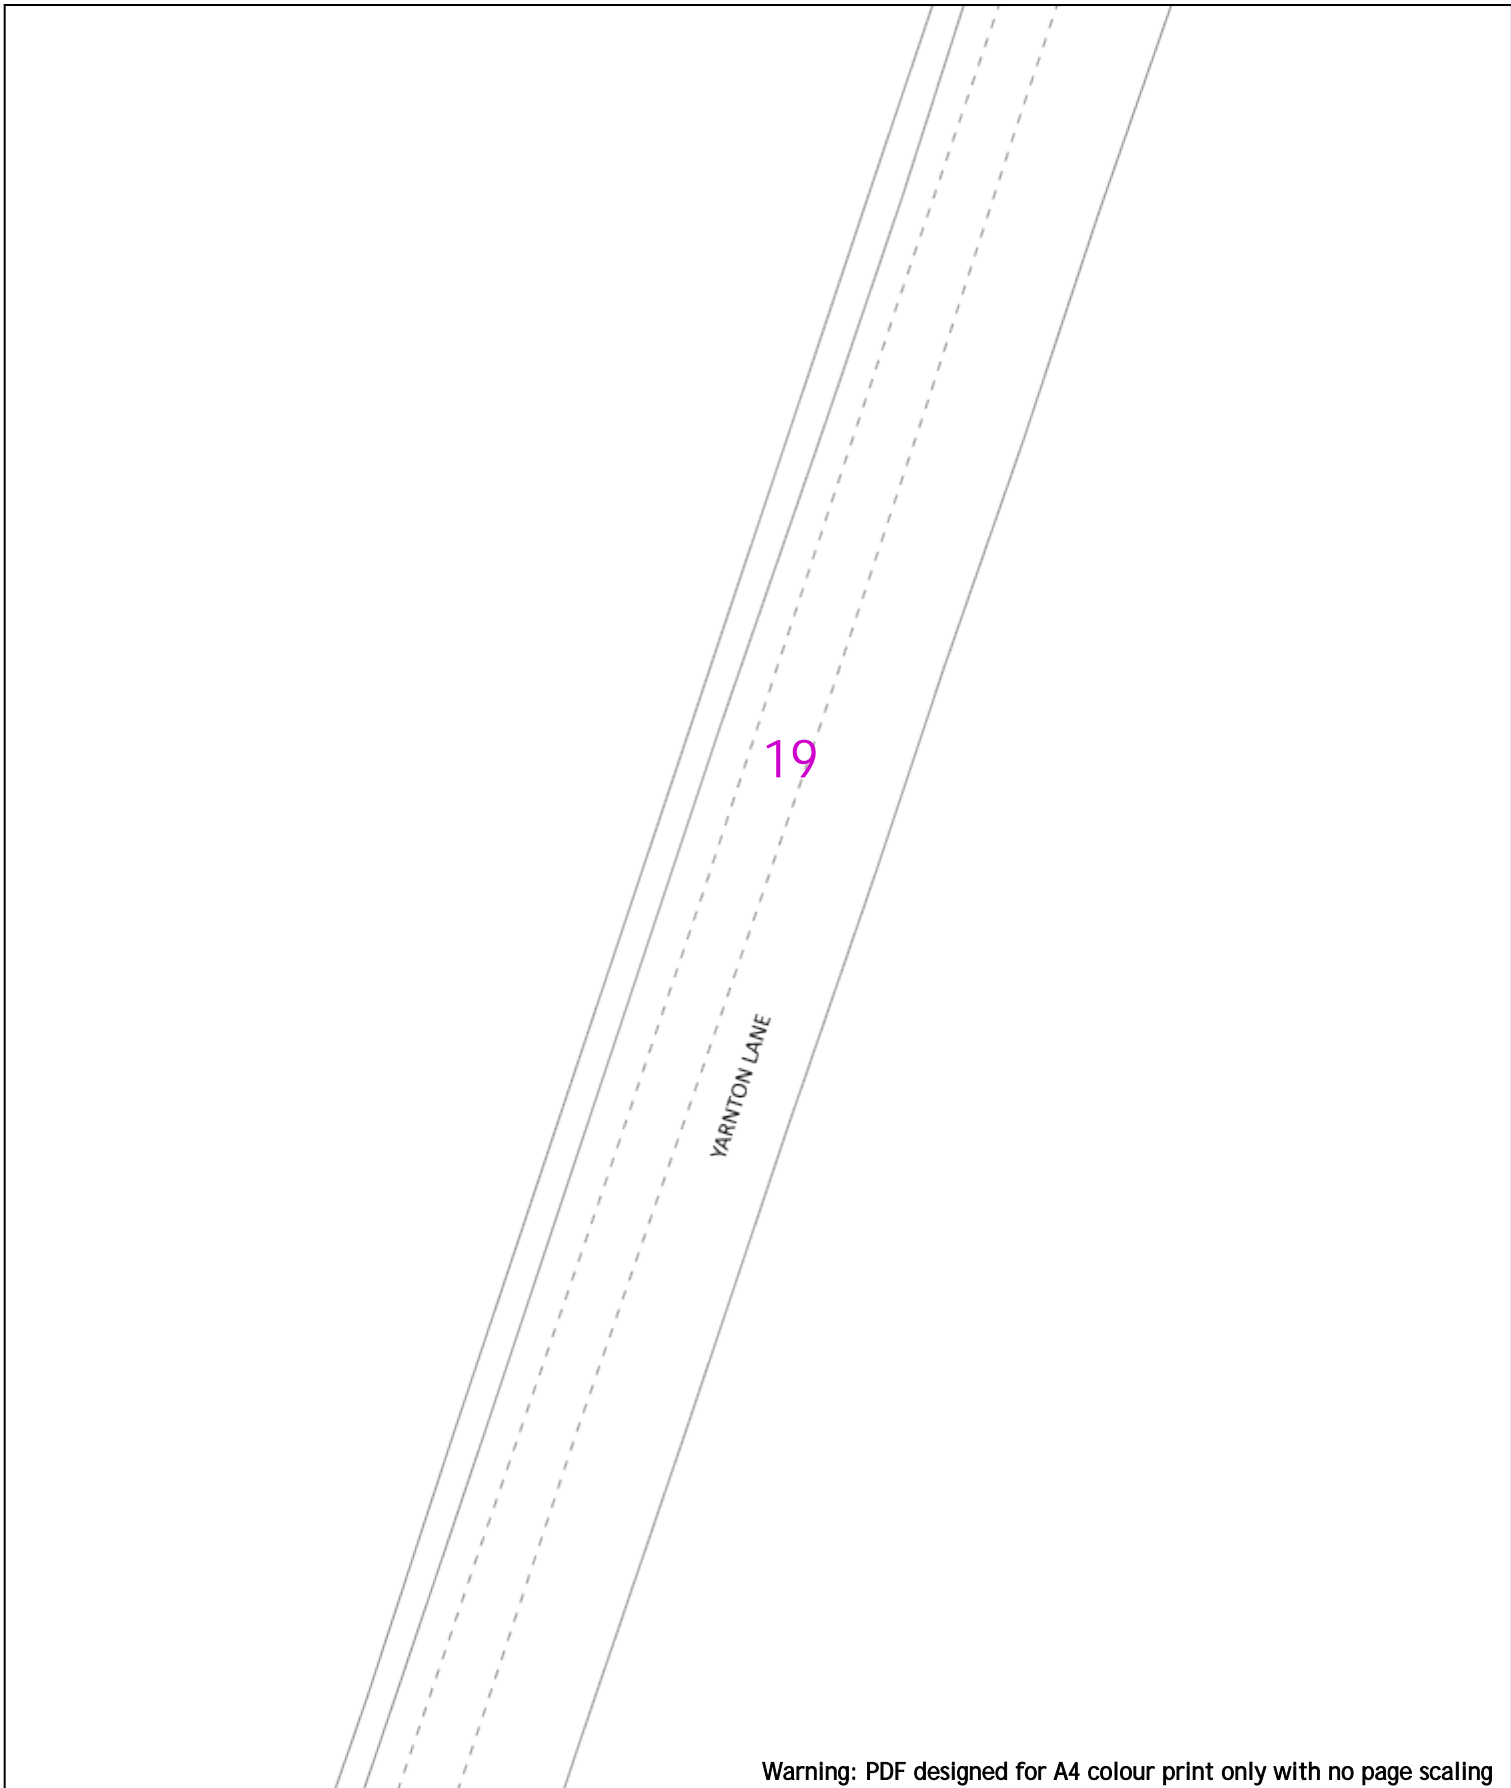 19
YARNTON LANE
Warning: PDF designed for A4 colour print only with no page scaling